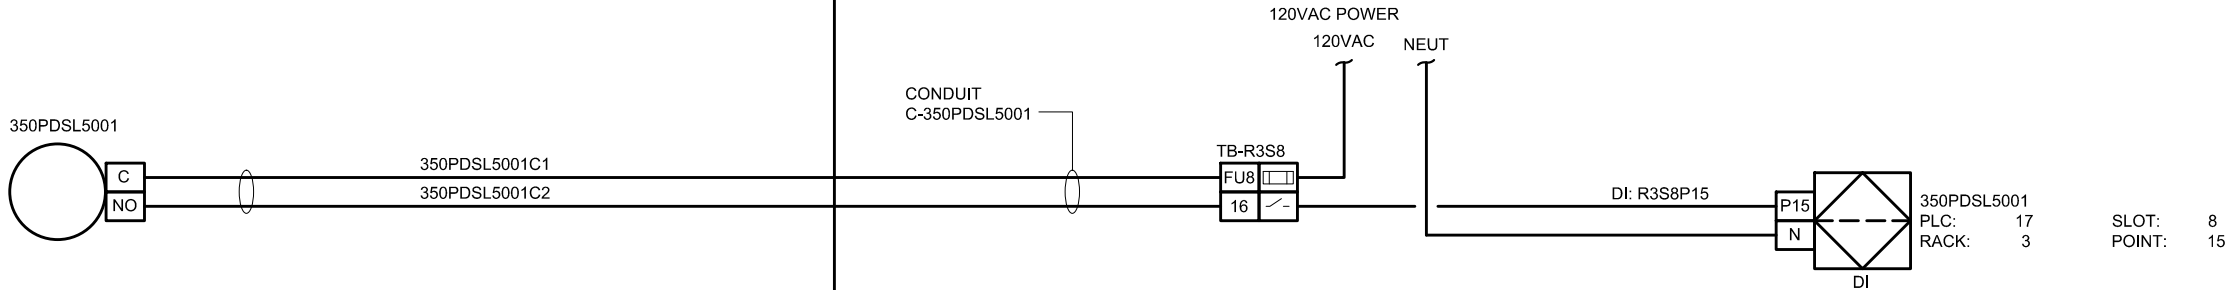 120VAC POWER
120VAC
NEUT
CONDUIT
C-350PDSL5001
350PDSL5001
TB-R3S8
C
350PDSL5001C1
FU8
NO
350PDSL5001C2
16
DI: R3S8P15
P15
N
350PDSL5001
PLC: 17 SLOT: 8
RACK: 3 POINT: 15
DI